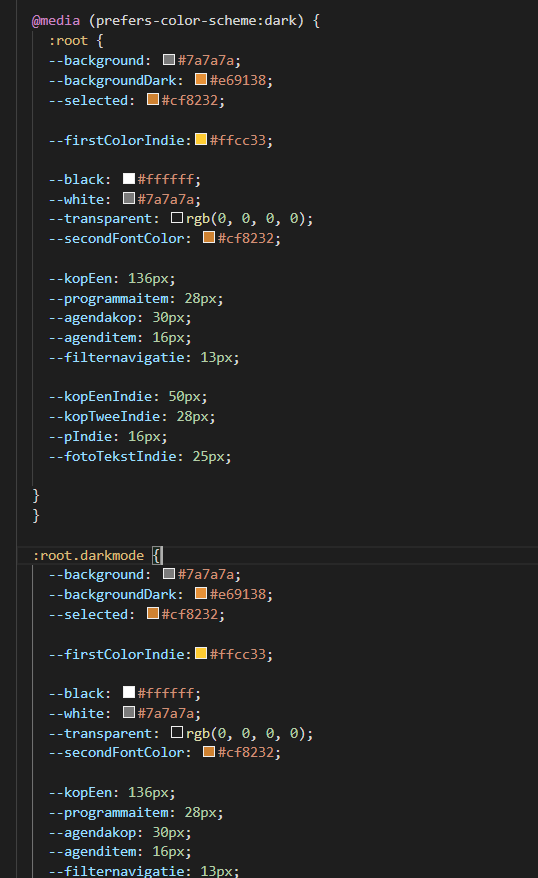 @media (prefers-color-scheme:dark) {
:root {
--background: #7a7a7a;
--backgroundDark: #e69138;
--selected: #cf8232;
--firstColorIndie: #ffcc33;
--black: #ffffff;
--white: #7a7a7a;
--transparent: rgb(0, 0, 0, 0);
--secondFontColor: #cf8232;
--kopEen: 136px;
--programmaitem: 28px;
--agendakop: 30px;
--agenditem: 16px;
--filternavigatie: 13px;
--kopEenIndie: 50px;
--kopTweeIndie: 28px;
--pIndie: 16px;
--fotoTekstIndie: 25px;
}
}
:root.darkmode {
--background: #7a7a7a;
--backgroundDark: #e69138;
--selected: #cf8232;
--firstColorIndie: #ffcc33;
--black: #ffffff;
--white: #7a7a7a;
--transparent: rgb(0, 0, 0, 0);
--secondFontColor: #cf8232;
--kopEen: 136px;
--programmaitem: 28px;
--agendakop: 30px;
--agenditem: 16px;
--filternavigatie: 13px;